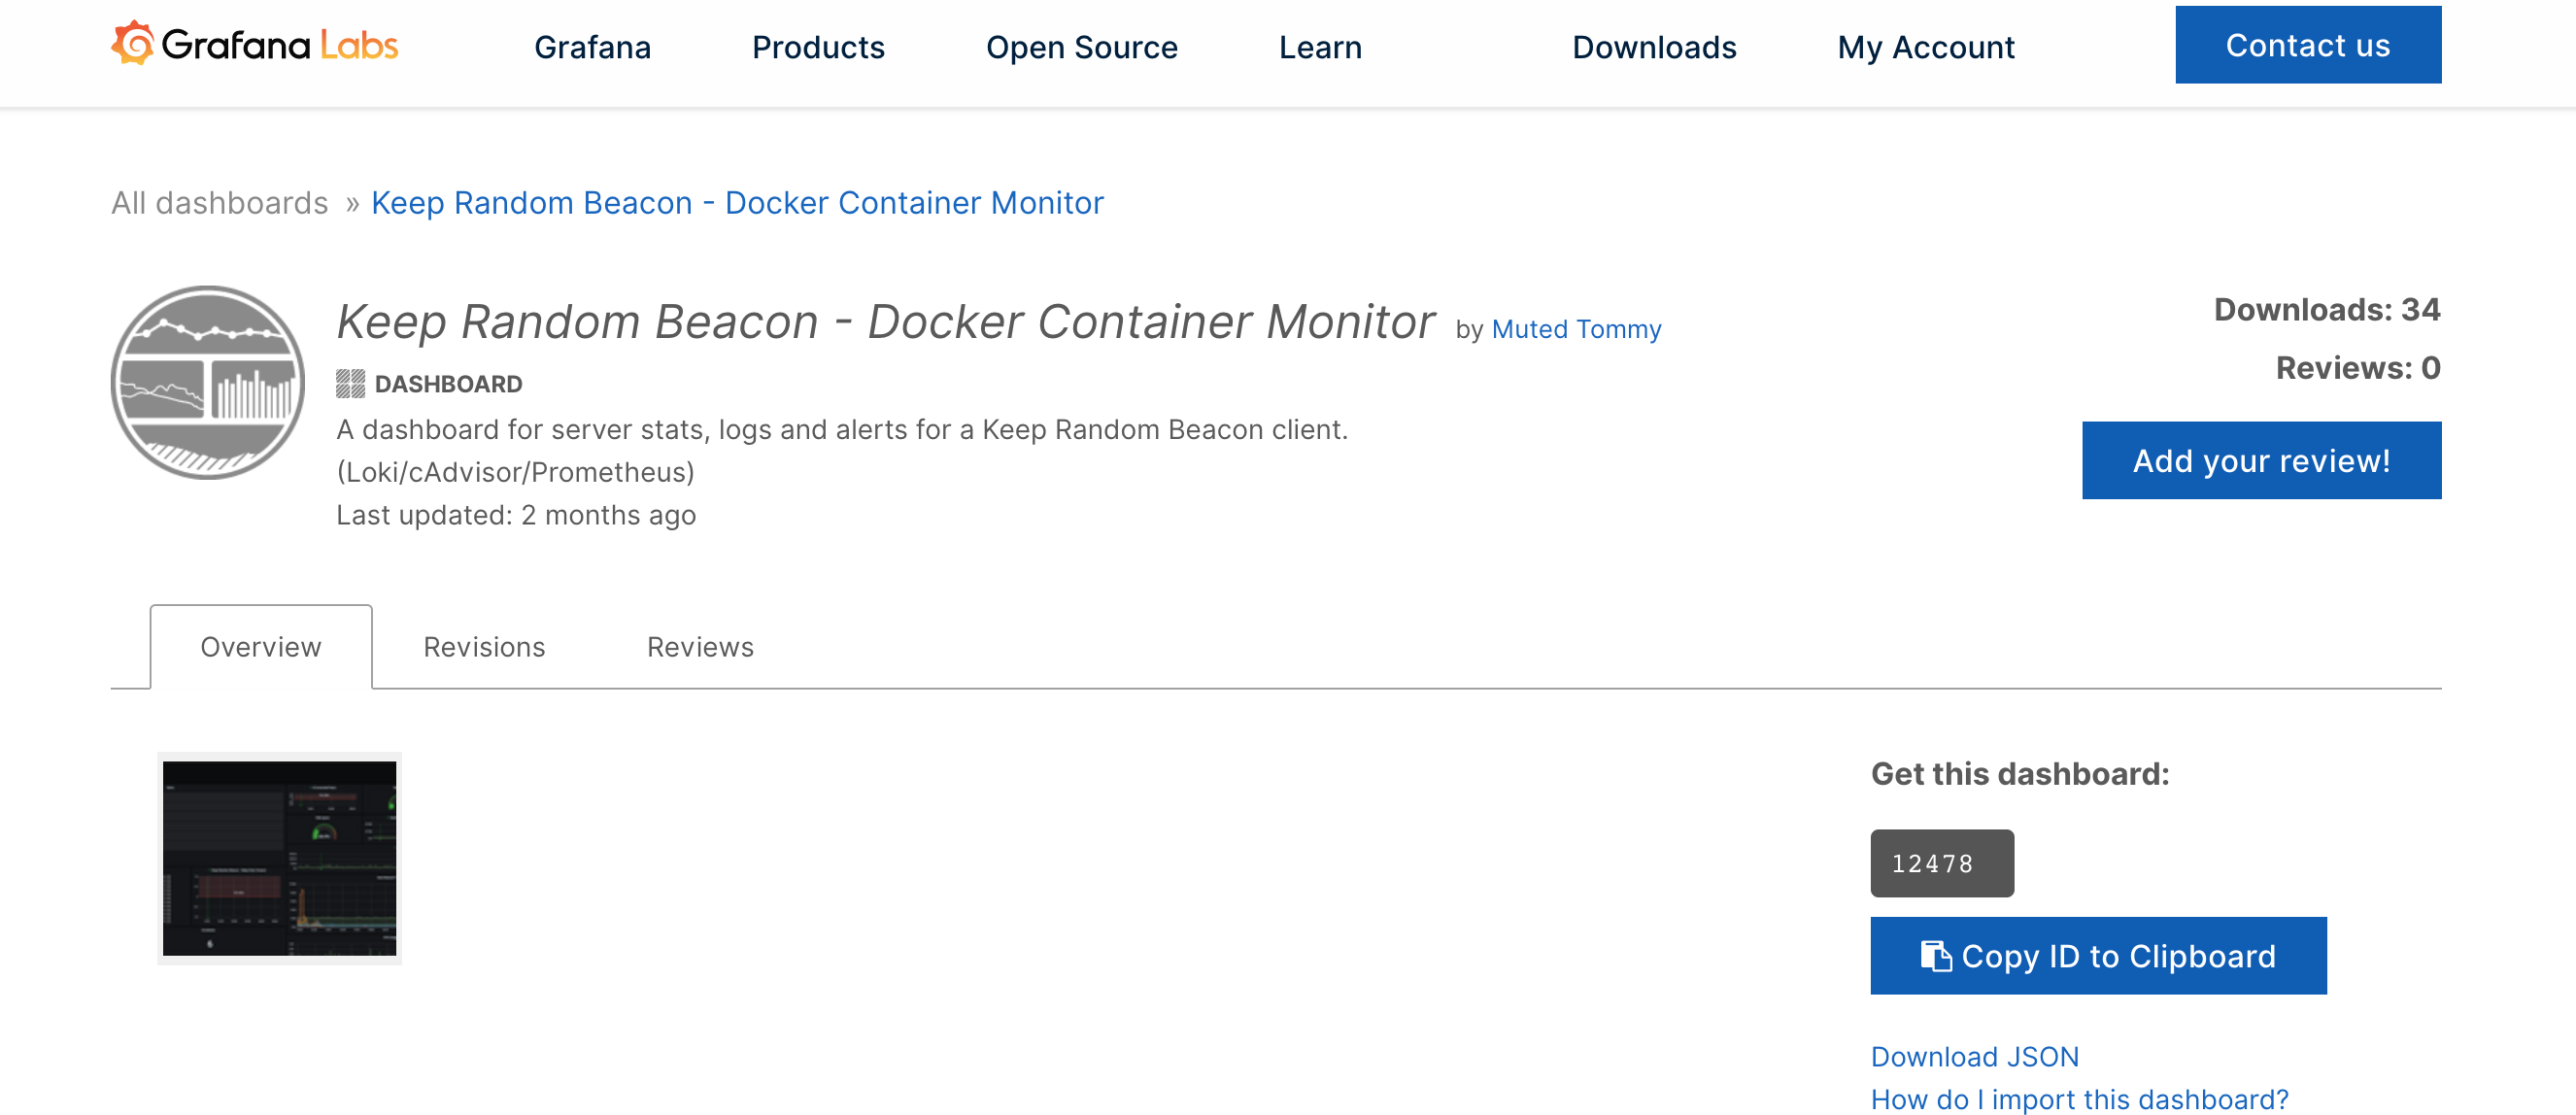 Grafana Labs
Grafana Products Open Source Learn Downloads My Account Contact us
All dashboards » Keep Random Beacon - Docker Container Monitor
Keep Random Beacon - Docker Container Monitor by Muted Tommy
DASHBOARD
A dashboard for server stats, logs and alerts for a Keep Random Beacon client.
(Loki/cAdvisor/Prometheus)
Last updated: 2 months ago
Downloads: 34
Reviews: 0
Add your review!
Overview Revisions Reviews
Get this dashboard:
12478
Copy ID to Clipboard
Download JSON
How do I import this dashboard?